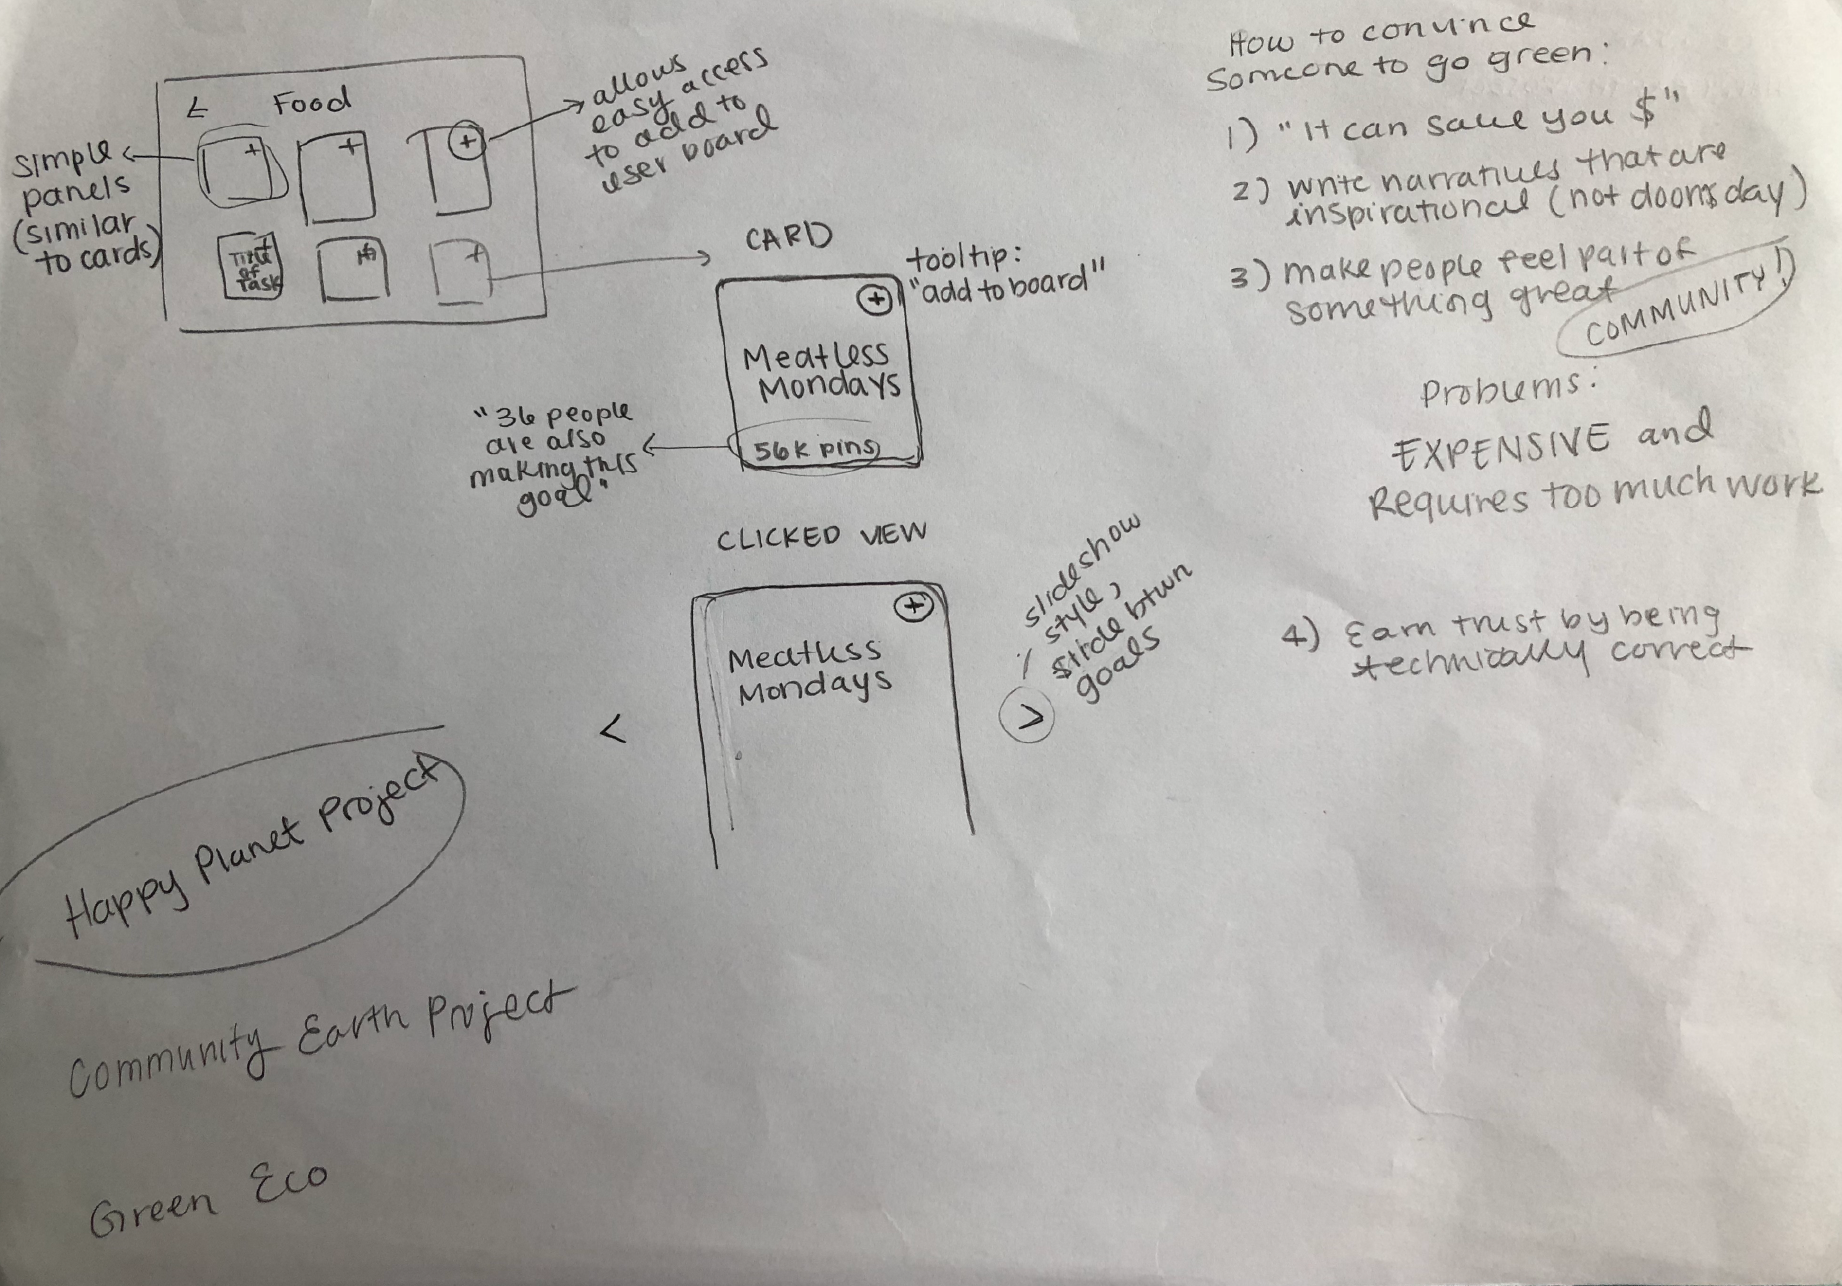 < Food
simple
panels
(similar
to cards)
+
+
+
Title
of
Task
+
+
+
allows
easy access
to add to
user board
CARD
tooltip:
"add to board"
+
Meatless
Mondays
56k pins
"36 people
are also
making this
goal"
CLICKED VIEW
+
Meatless
Mondays
<
>
slideshow
style,
slide btwn
goals
Happy Planet Project
Community Earth Project
Green Eco
How to convince
someone to go green:
1) "It can save you $"
2) write narratives that are
inspirational (not doomsday)
3) make people feel part of
something great
COMMUNITY!
Problems:
EXPENSIVE and
Requires too much work
4) Earn trust by being
technically correct